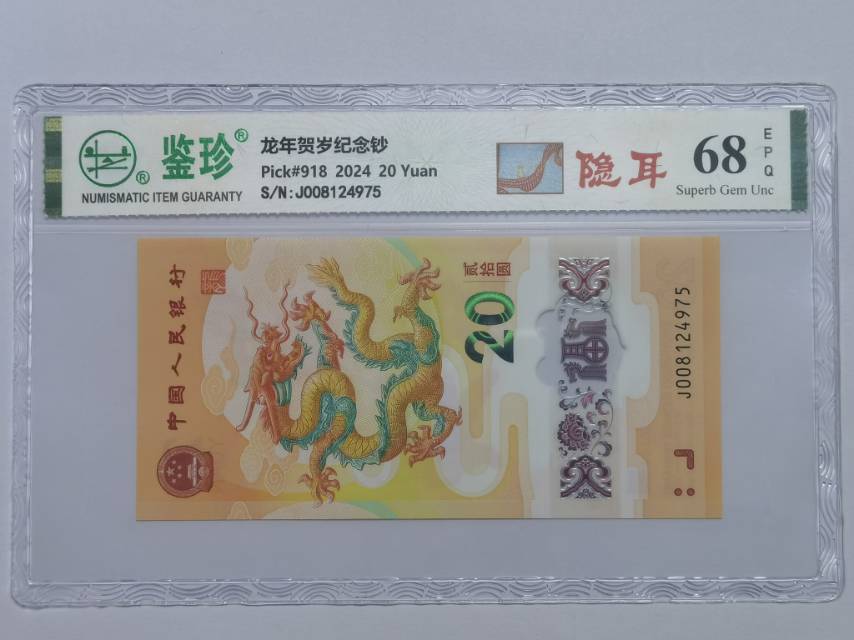 鉴珍®
®
NUMISMATIC ITEM GUARANTY
龙年贺岁纪念钞
Pick#918 2024 20 Yuan
S/N:J008124975
隐耳
68
EPQ
Superb Gem Unc
中国人民银行
贰拾圆
20
福
J008124975